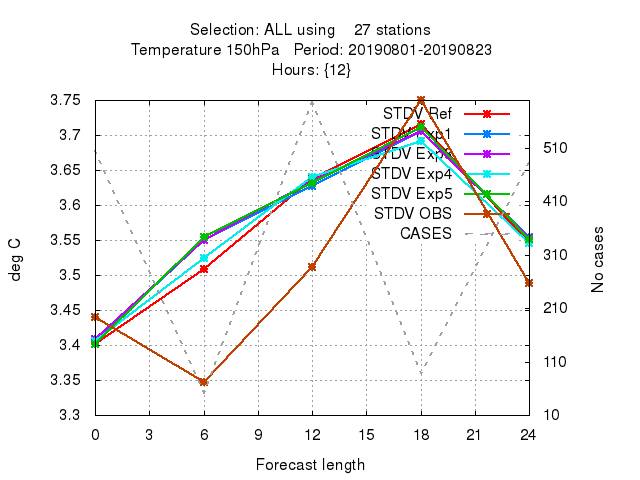 Selection: ALL using    27 stations
Temperature 150hPa   Period: 20190801-20190823
Hours: {12}
3.75
3.7
3.65
3.6
3.55
3.5
3.45
3.4
3.35
3.3
deg C
STDV Ref
STDV Exp1
STDV
STDV Exp4
STDV Exp5
STDV OBS
CASES
510
410
310
210
110
10
No cases
0
3
6
9
12
15
18
21
24
Forecast length